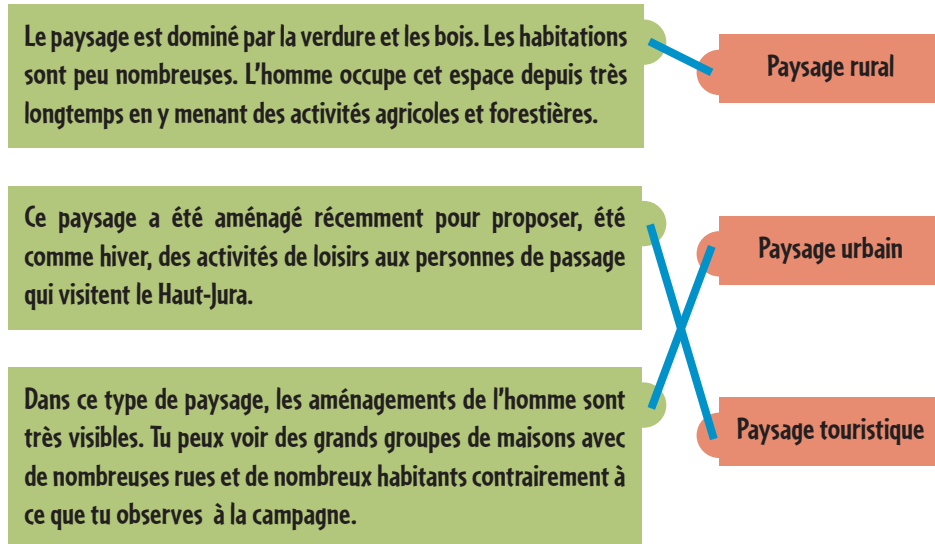 Le paysage est dominé par la verdure et les bois. Les habitations
sont peu nombreuses. L'homme occupe cet espace depuis très
longtemps en y menant des activités agricoles et forestières.
Paysage rural
Ce paysage a été aménagé récemment pour proposer, été
comme hiver, des activités de loisirs aux personnes de passage
qui visitent le Haut-Jura.
Paysage urbain
Dans ce type de paysage, les aménagements de l'homme sont
très visibles. Tu peux voir des grands groupes de maisons avec
de nombreuses rues et de nombreux habitants contrairement à
ce que tu observes à la campagne.
Paysage touristique